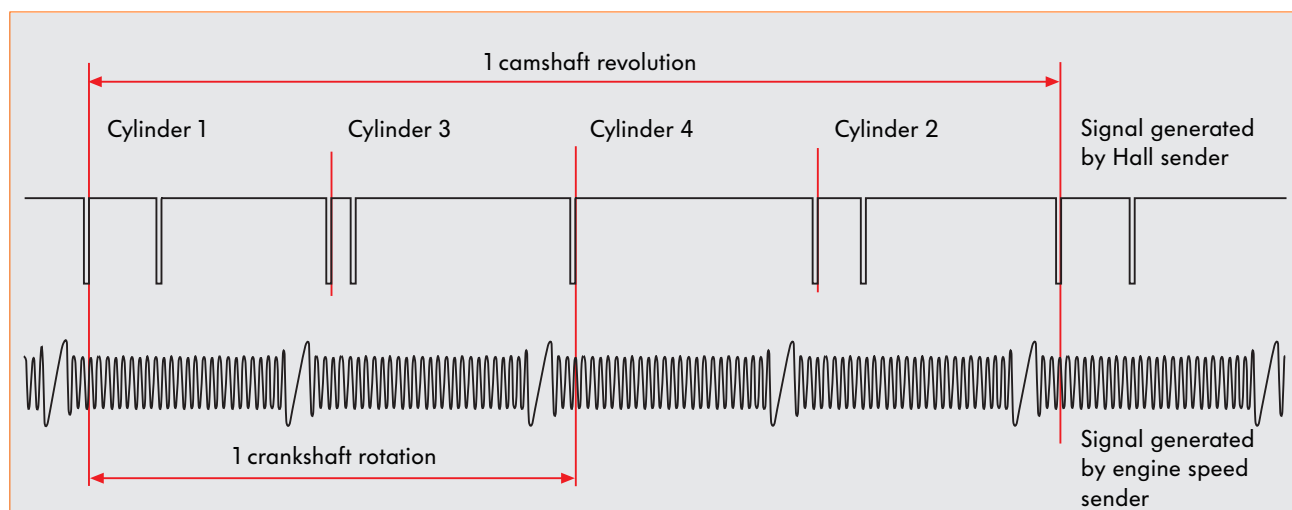 1 camshaft revolution
Cylinder 1
Cylinder 3
Cylinder 4
Cylinder 2
Signal generated
by Hall sender
1 crankshaft rotation
Signal generated
by engine speed
sender